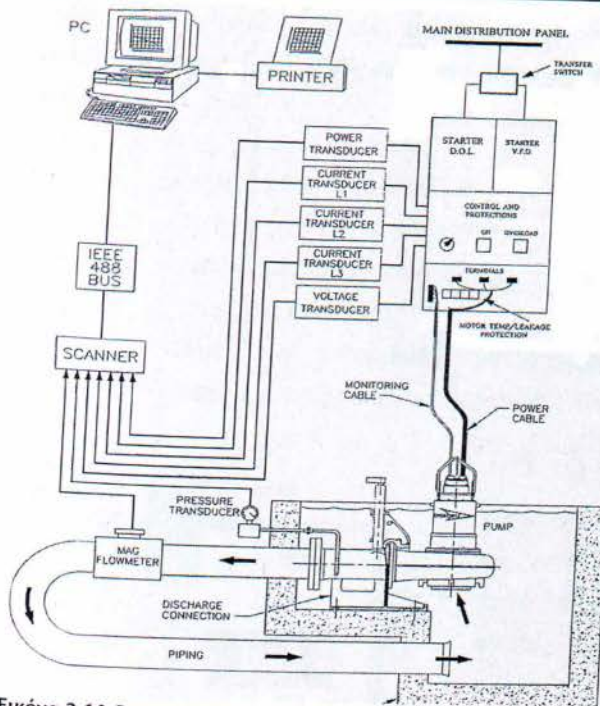 PC
PRINTER
MAIN DISTRIBUTION PANEL
TRANSFER
SWITCH
STARTER
D.O.L.
STARTER
V.F.D.
POWER
TRANSDUCER
CURRENT
TRANSDUCER
L1
CURRENT
TRANSDUCER
L2
CURRENT
TRANSDUCER
L3
VOLTAGE
TRANSDUCER
CONTROL AND
PROTECTIONS
OVERLOAD
TERMINALS
MOTOR TEMP/LEAKAGE
PROTECTION
IEEE
488
BUS
SCANNER
MONITORING
CABLE
POWER
CABLE
PRESSURE
TRANSDUCER
PUMP
MAG
FLOWMETER
DISCHARGE
CONNECTION
PIPING